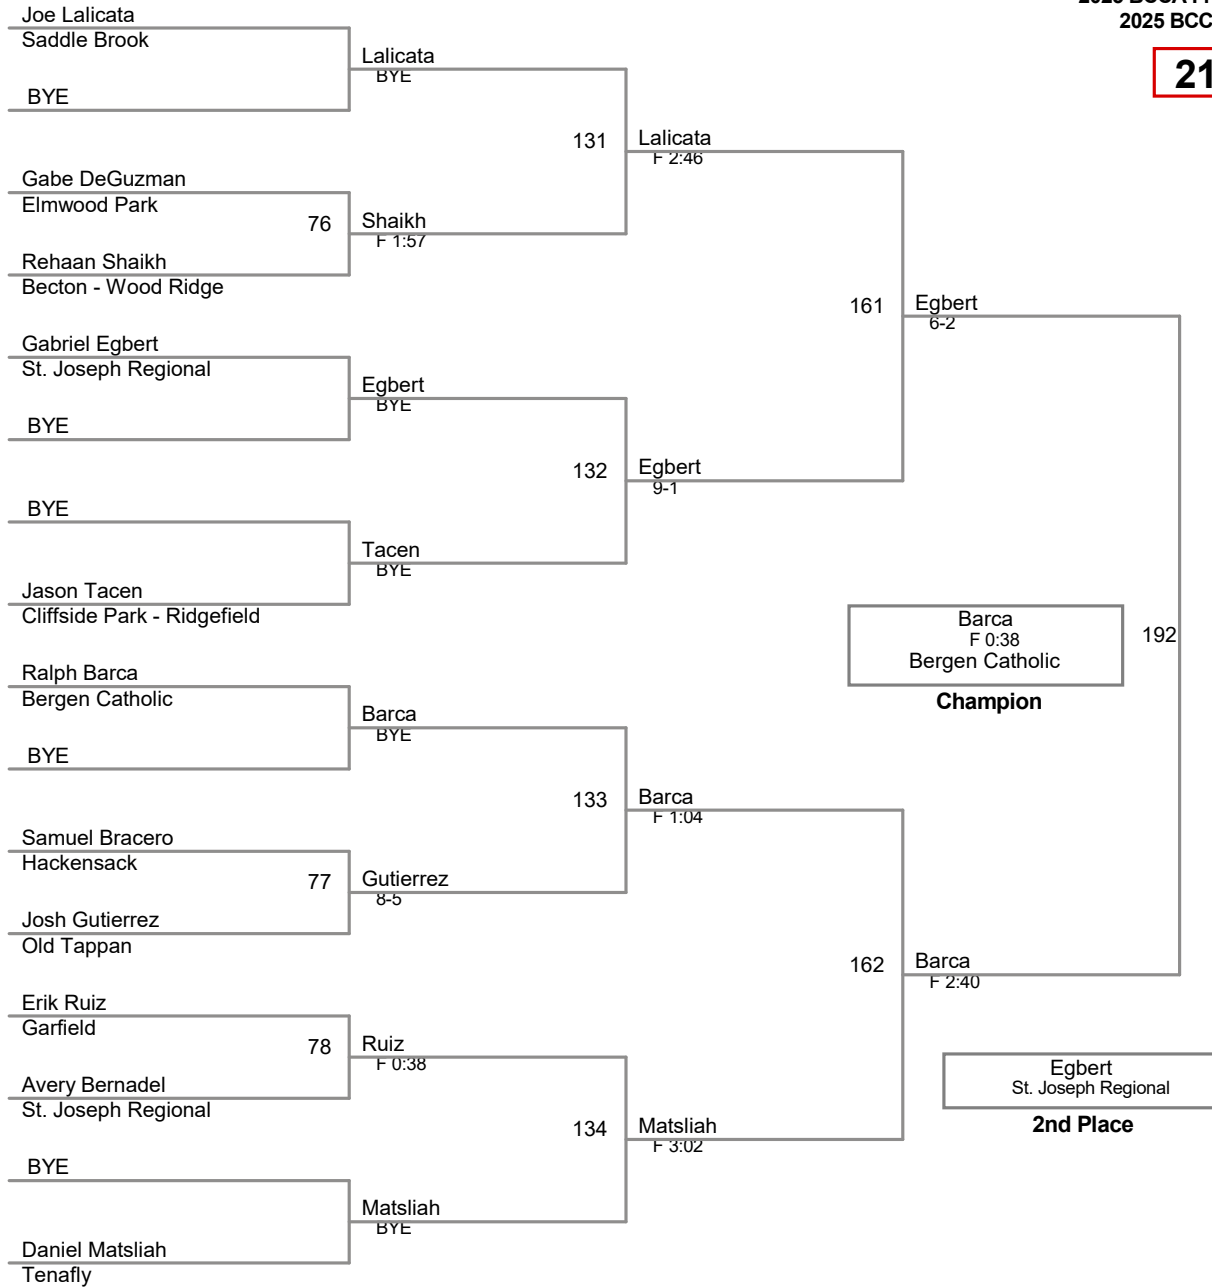 2025 BCC
21
Joe Lalicata
Saddle Brook
BYE
Gabe DeGuzman
Elmwood Park
76
Rehaan Shaikh
Becton - Wood Ridge
Gabriel Egbert
St. Joseph Regional
BYE
BYE
Jason Tacen
Cliffside Park - Ridgefield
Ralph Barca
Bergen Catholic
BYE
Samuel Bracero
Hackensack
77
Josh Gutierrez
Old Tappan
Erik Ruiz
Garfield
78
Avery Bernadel
St. Joseph Regional
BYE
Daniel Matsliah
Tenafly
Lalicata
BYE
131
Shaikh
F 1:57
Egbert
BYE
132
Tacen
BYE
Barca
BYE
133
Gutierrez
8-5
Ruiz
F 0:38
134
Matsliah
BYE
Lalicata
F 2:46
161
Egbert
9-1
Barca
F 1:04
162
Matsliah
F 3:02
Egbert
6-2
192
Barca
F 2:40
Barca
F 0:38
Bergen Catholic
Champion
Egbert
St. Joseph Regional
2nd Place